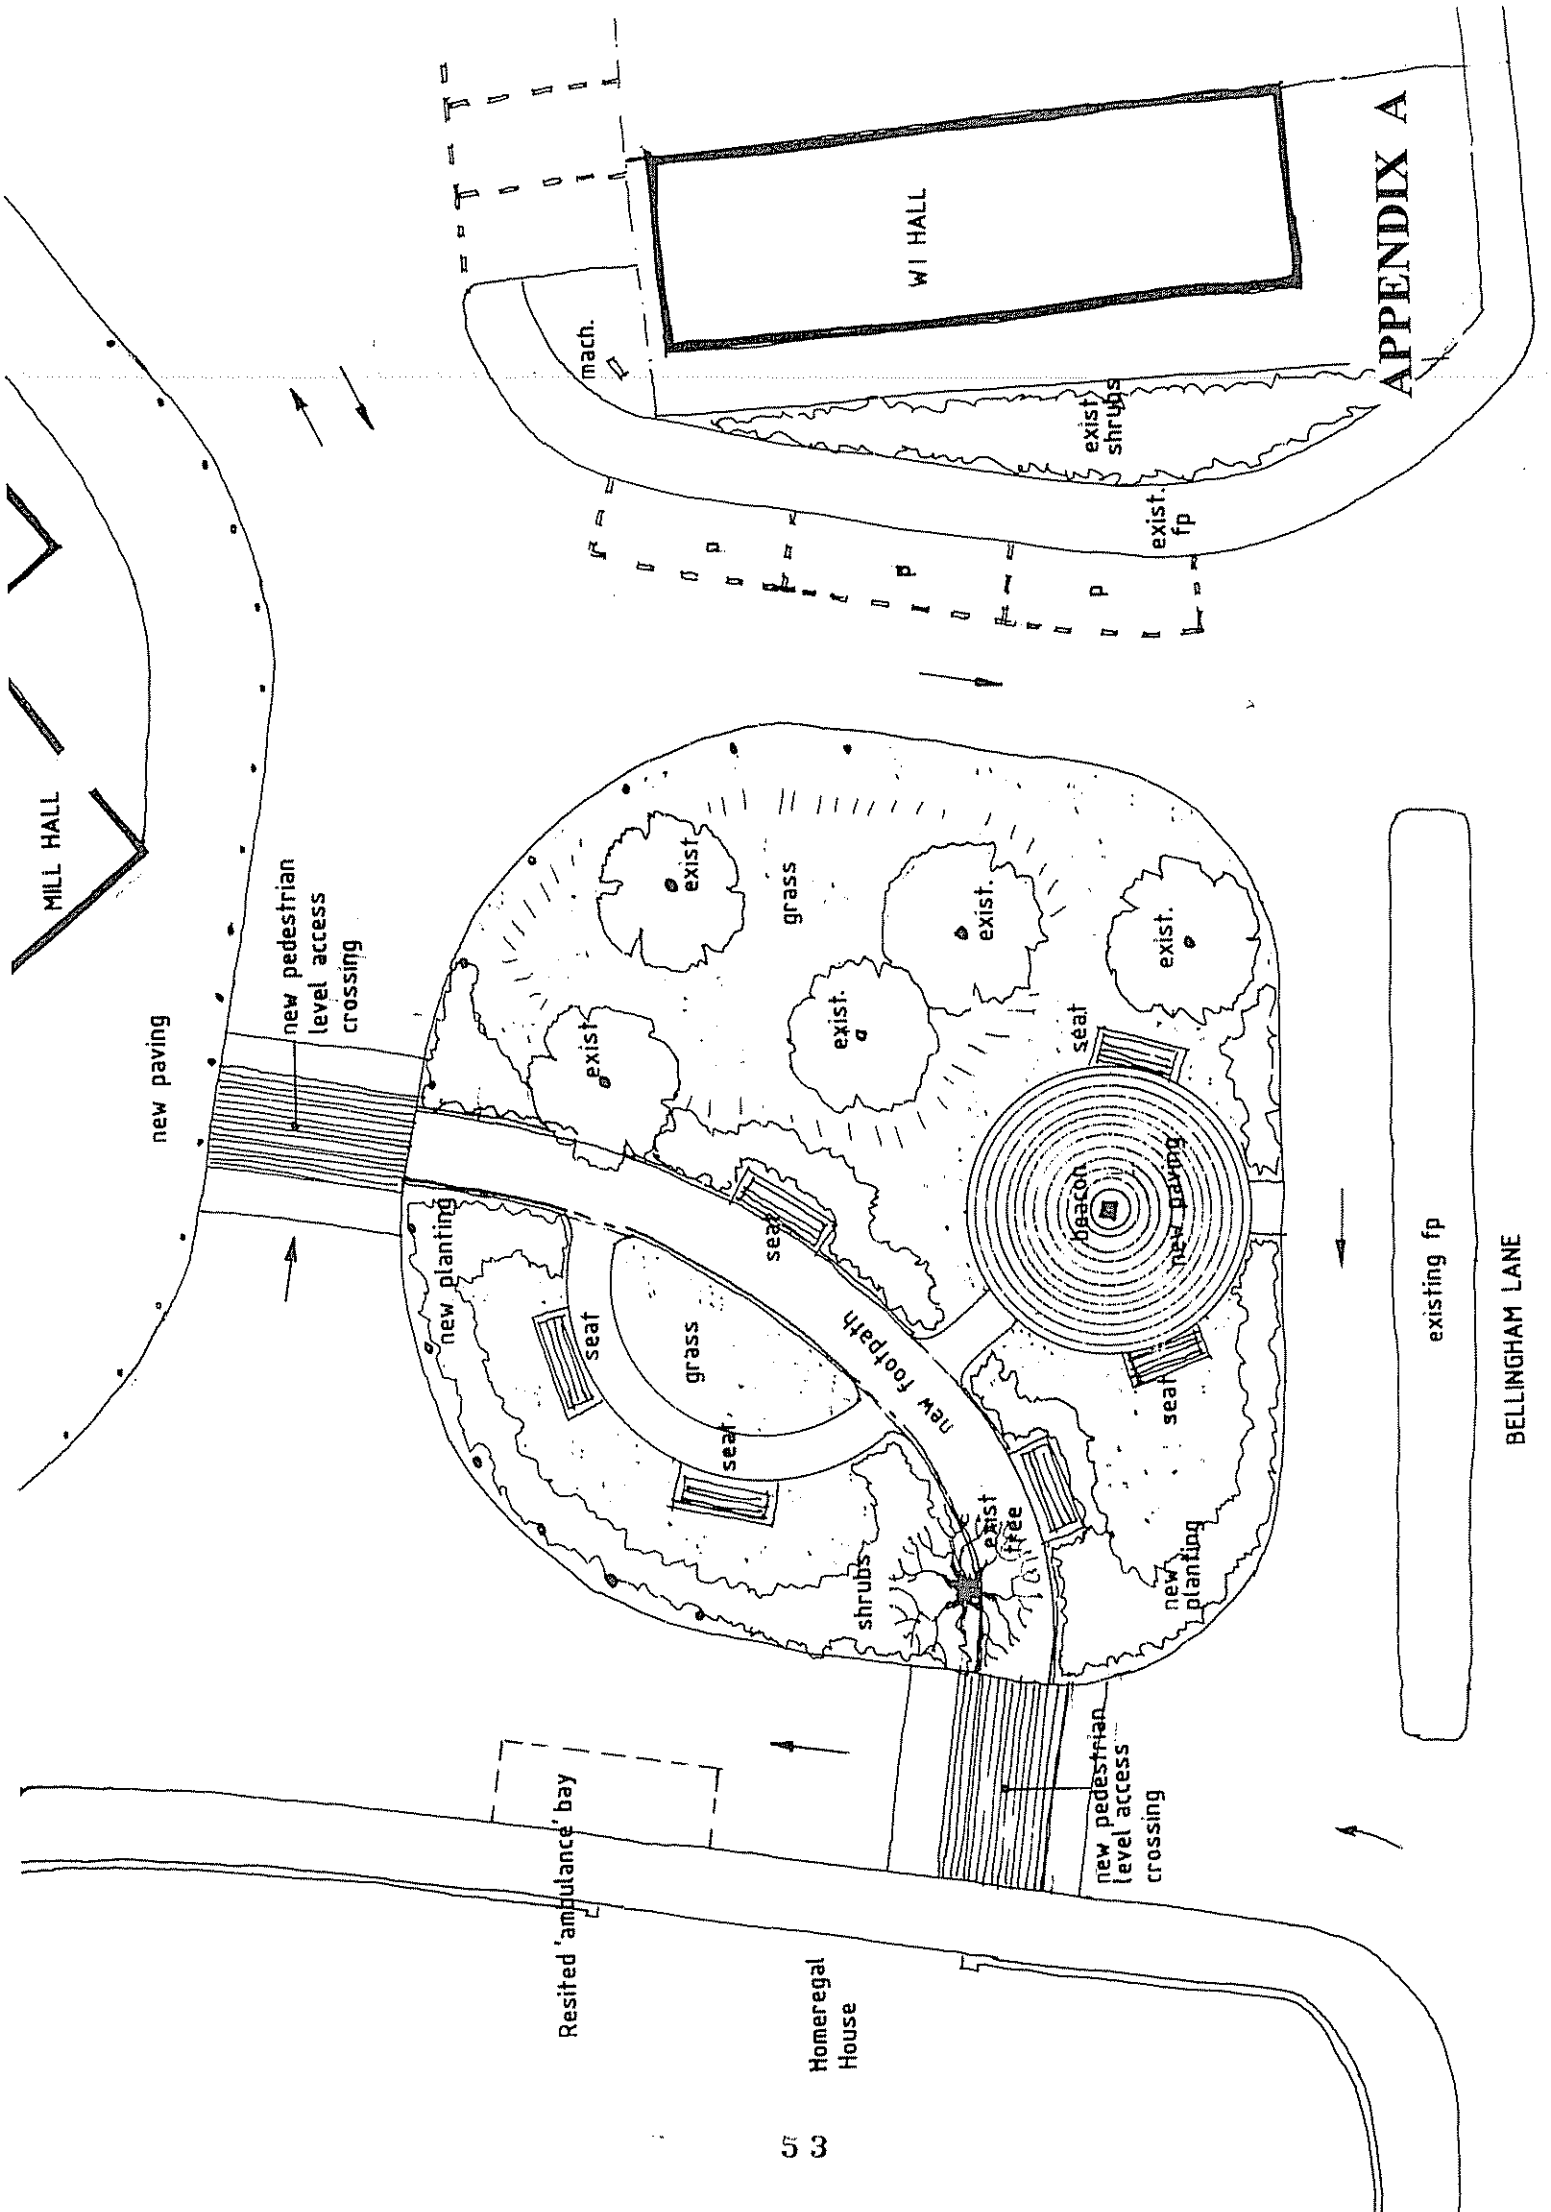 MILL HALL
new paving
new pedestrian
level access
crossing
mach.
WI HALL
exist
shrubs
exist.
fp
APPENDIX A
p
p
p
exist
exist
grass
exist.
exist.
exist.
seat
new planting
seat
grass
seat
seat
new footpath
beacon
new paving
seat
shrubs
exist
tree
new
planting
Resited 'ambulance' bay
new pedestrian
level access
crossing
Homeregal
House
existing fp
BELLINGHAM LANE
53